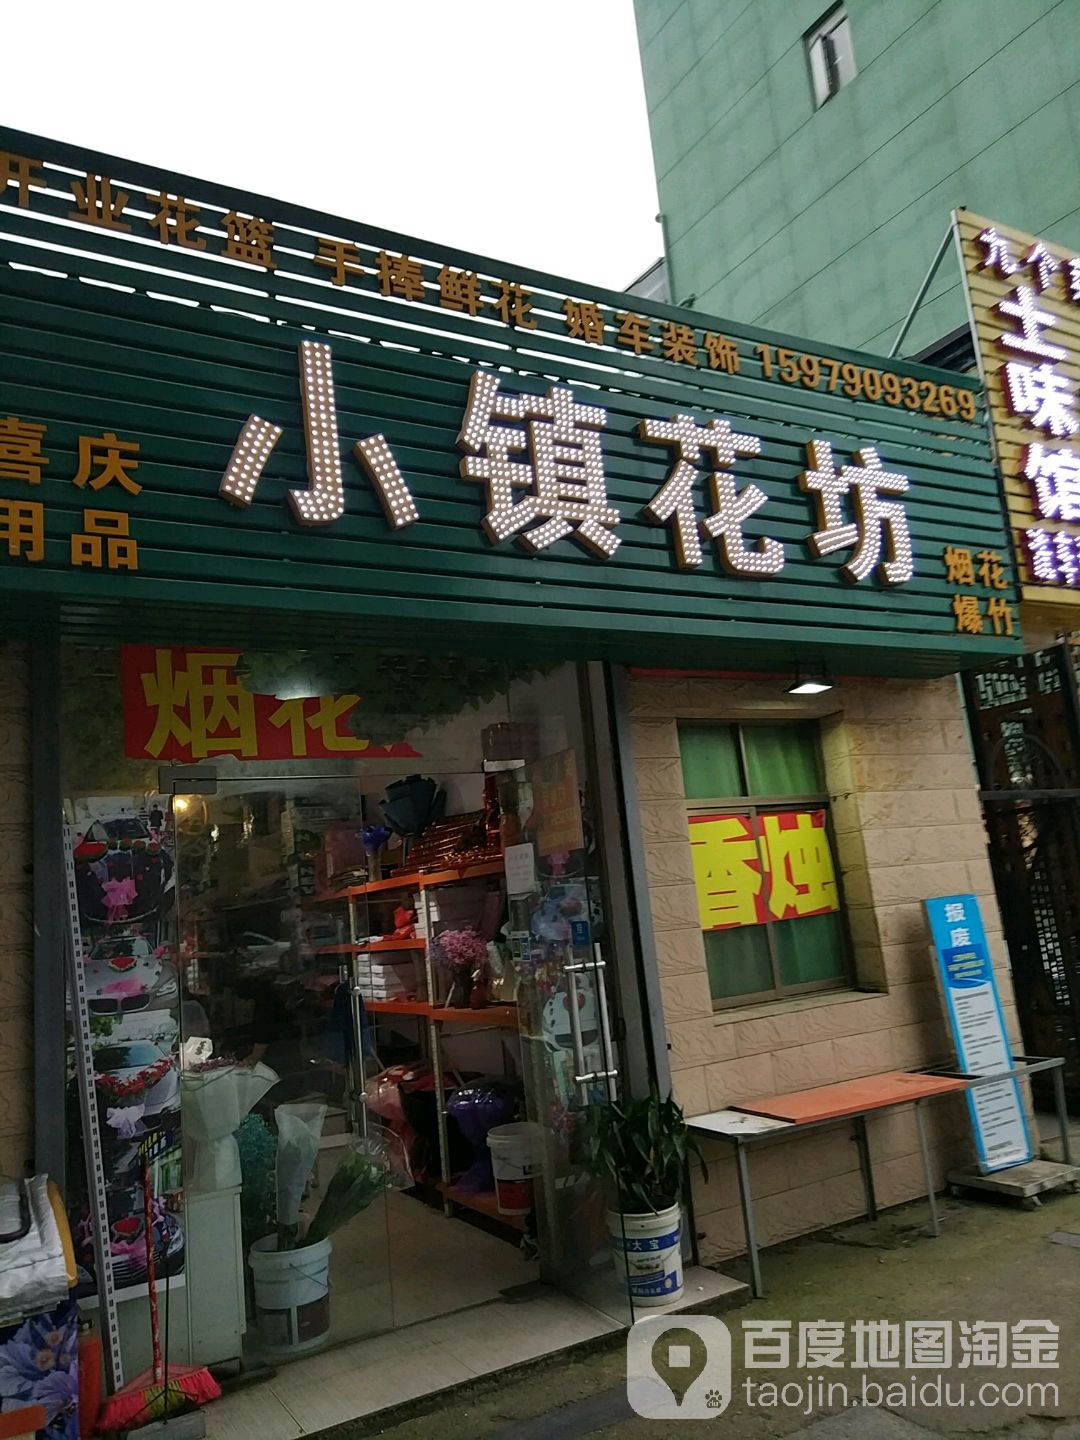 开业花篮 手捧鲜花 婚车装饰 15979093269
喜庆
用品
小镇花坊
烟花
爆竹
九个
土味馆
烟花
香烛
报废
大宝
百度地图淘金
taojin.baidu.com